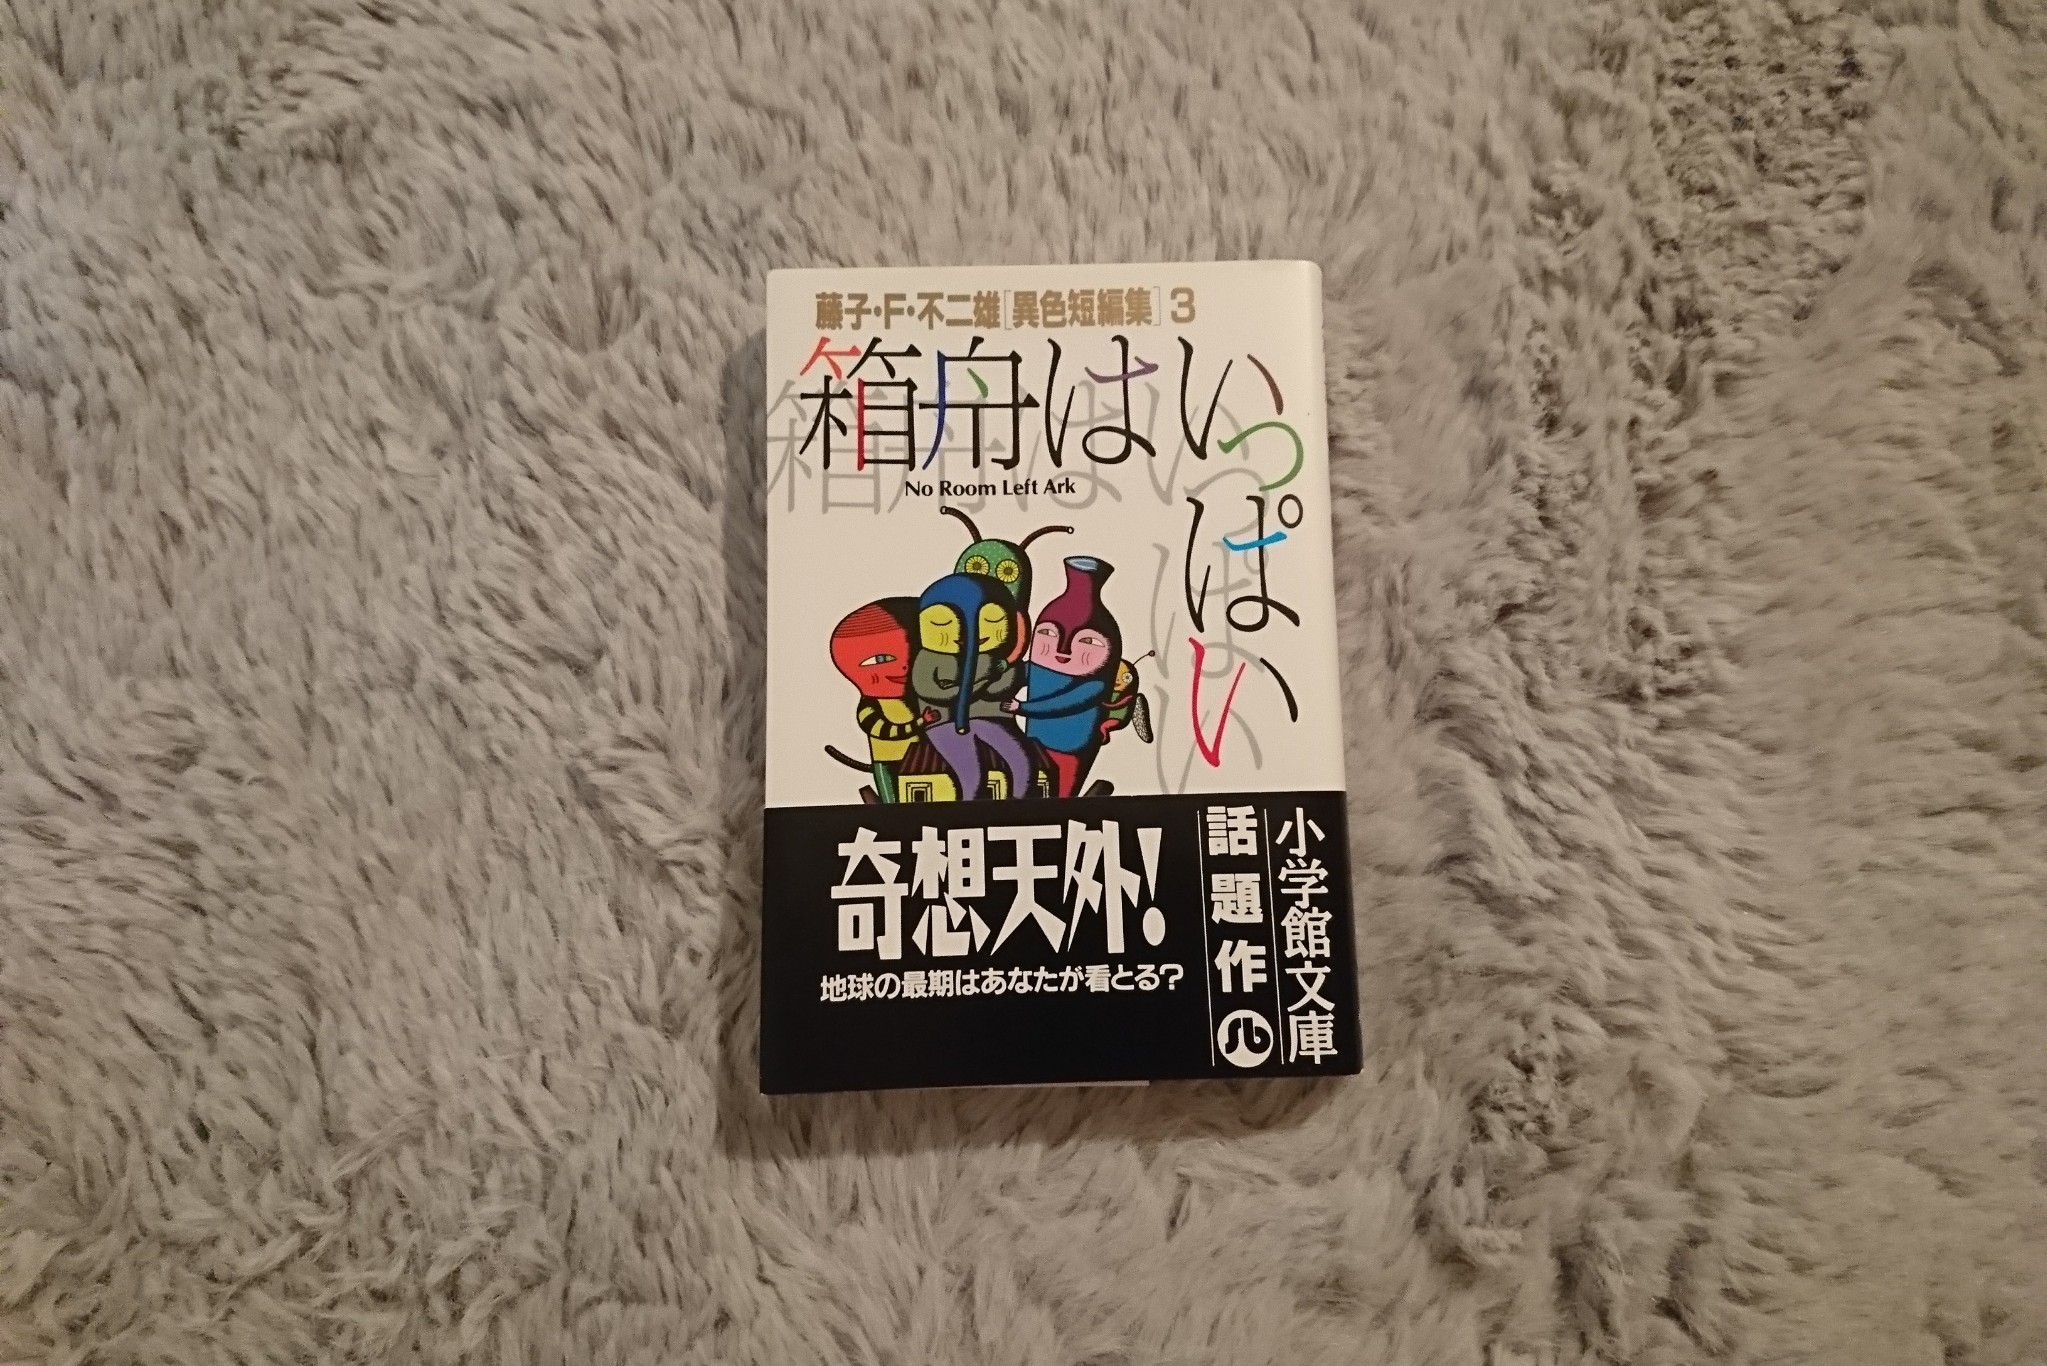 藤子・F・不二雄[異色短編集]3
箱舟はいっぱい
No Room Left Ark
奇想天外!
地球の最期はあなたが看とる?
話題作
小学館文庫